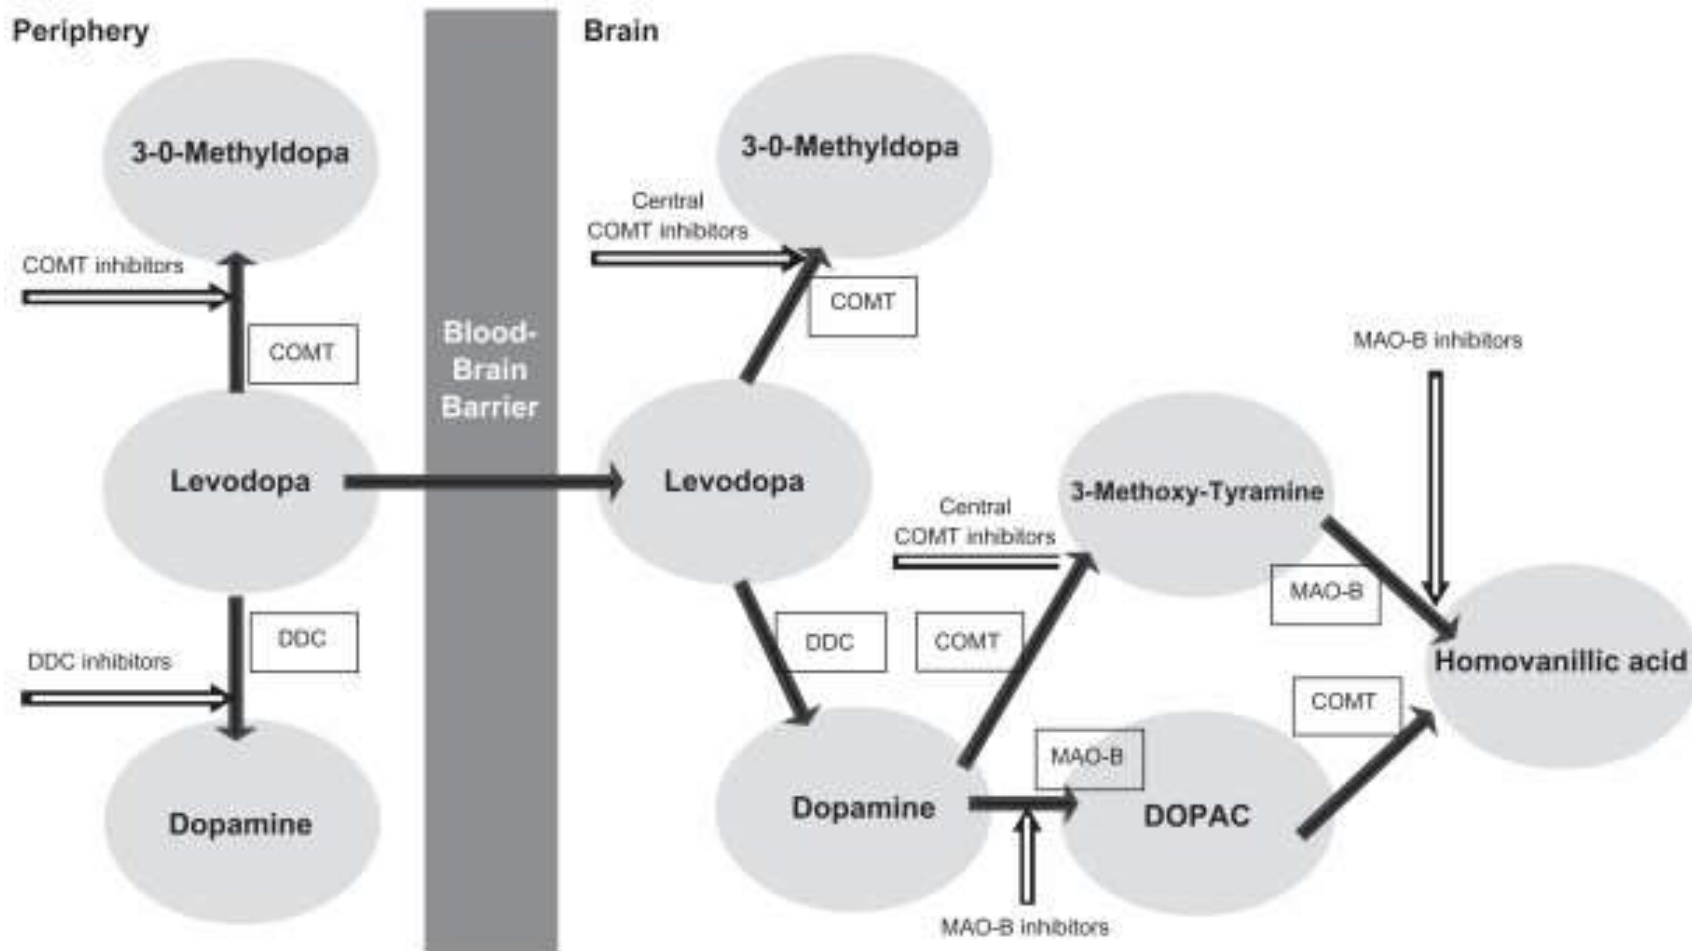 Periphery
Brain
3-0-Methyldopa
3-0-Methyldopa
Central
COMT inhibitors
COMT inhibitors
COMT
COMT
Blood-
Brain
Barrier
MAO-B inhibitors
Levodopa
Levodopa
3-Methoxy-Tyramine
Central
COMT inhibitors
MAO-B
DDC
DDC
COMT
DDC inhibitors
Homovanillic acid
COMT
MAO-B
Dopamine
Dopamine
DOPAC
MAO-B inhibitors